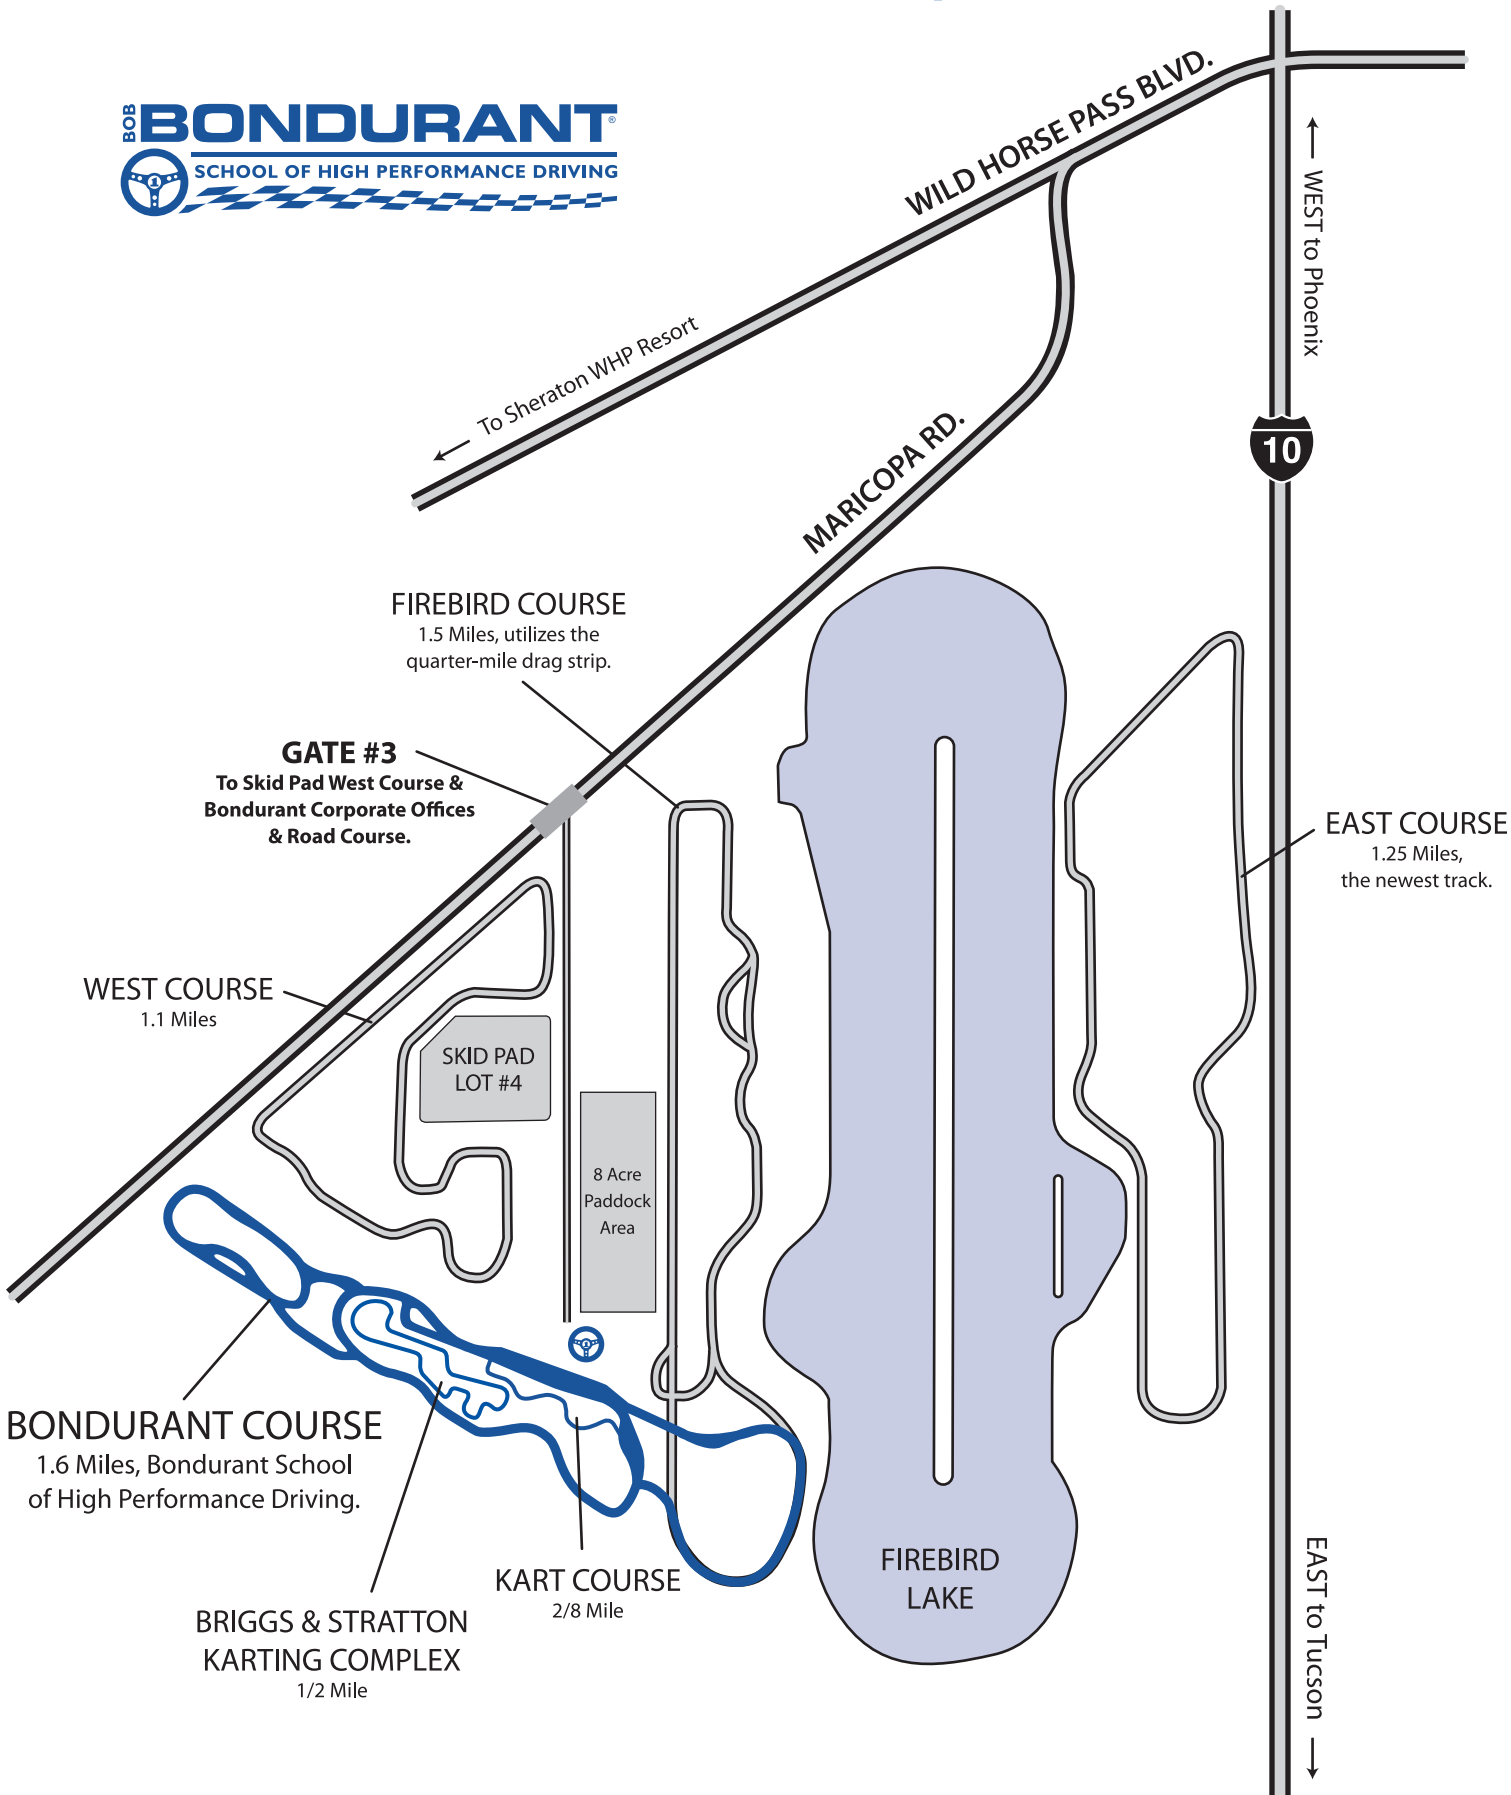 BOB
BONDURANT®
SCHOOL OF HIGH PERFORMANCE DRIVING
1
WILD HORSE PASS BLVD.
WEST to Phoenix
To Sheraton WHP Resort
MARICOPA RD.
10
FIREBIRD COURSE
1.5 Miles, utilizes the
quarter-mile drag strip.
GATE #3
To Skid Pad West Course &
Bondurant Corporate Offices
& Road Course.
EAST COURSE
1.25 Miles,
the newest track.
WEST COURSE
1.1 Miles
SKID PAD
LOT #4
8 Acre
Paddock
Area
1
BONDURANT COURSE
1.6 Miles, Bondurant School
of High Performance Driving.
KART COURSE
2/8 Mile
BRIGGS & STRATTON
KARTING COMPLEX
1/2 Mile
FIREBIRD
LAKE
EAST to Tucson